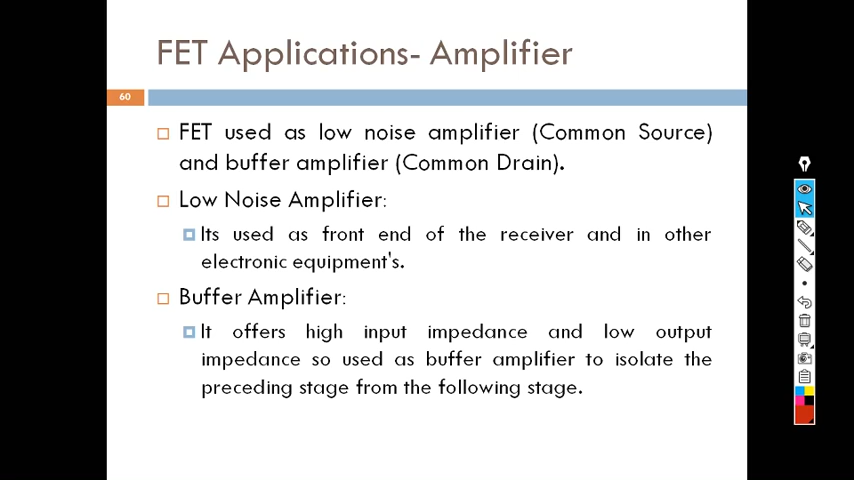 FET Applications- Amplifier
60
FET used as low noise amplifier (Common Source)
and buffer amplifier (Common Drain).
Low Noise Amplifier:
Its used as front end of the receiver and in other
electronic equipment's.
Buffer Amplifier:
It offers high input impedance and low output
impedance so used as buffer amplifier to isolate the
preceding stage from the following stage.